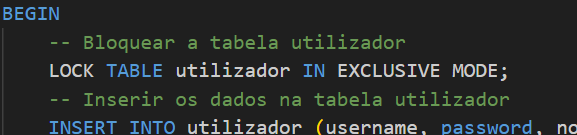 BEGIN
-- Bloquear a tabela utilizador
LOCK TABLE utilizador IN EXCLUSIVE MODE;
-- Inserir os dados na tabela utilizador
INSERT INTO utilizador (username, password, no